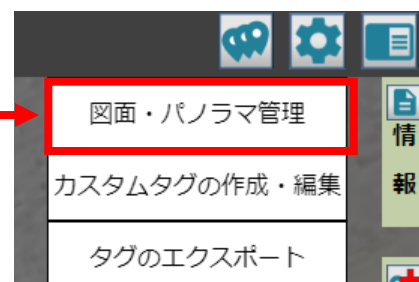 図面・パノラマ管理
カスタムタグの作成・編集
タグのエクスポート
情
報